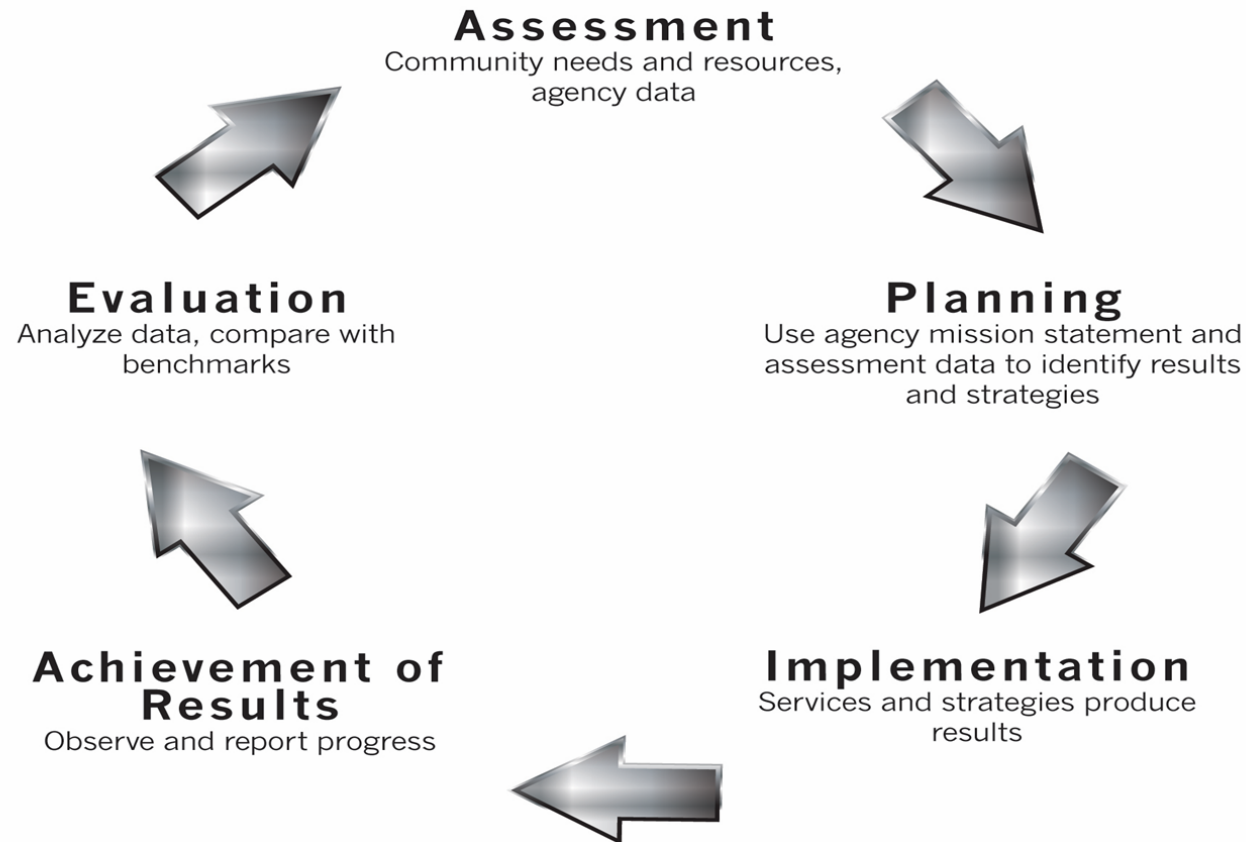 Assessment
Community needs and resources,
agency data
Planning
Use agency mission statement and
assessment data to identify results
and strategies
Implementation
Services and strategies produce
results
Achievement of
Results
Observe and report progress
Evaluation
Analyze data, compare with
benchmarks